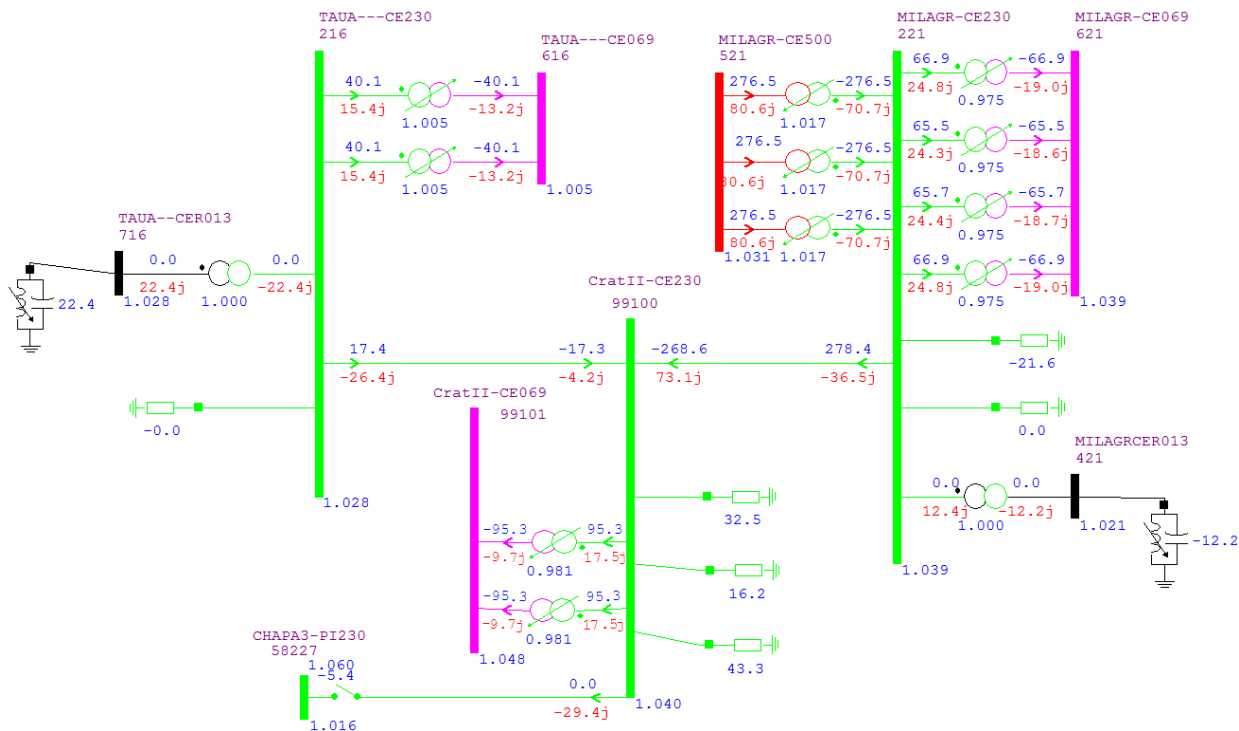 TAUA---CE230
216
MILAGR-CE230
221
MILAGR-CE069
621
TAUA---CE069
616
MILAGR-CE500
521
40.1
-40.1
15.4j
-13.2j
1.005
40.1
-40.1
15.4j
-13.2j
1.005
1.005
276.5
-276.5
80.6j
-70.7j
1.017
276.5
-276.5
80.6j
-70.7j
1.017
276.5
-276.5
80.6j
-70.7j
1.031
1.017
66.9
-66.9
24.8j
-19.0j
0.975
65.5
-65.5
24.3j
-18.6j
0.975
65.7
-65.7
24.4j
-18.7j
0.975
66.9
-66.9
24.8j
-19.0j
0.975
1.039
TAUA--CER013
716
0.0
0.0
22.4j
-22.4j
1.028
1.000
22.4
CratII-CE230
99100
17.4
-17.3
-26.4j
-4.2j
-268.6
278.4
73.1j
-36.5j
-21.6
-0.0
0.0
CratII-CE069
99101
MILAGRCER013
421
0.0
0.0
12.4j
-12.2j
1.000
1.021
-12.2
1.028
32.5
-95.3
95.3
-9.7j
17.5j
0.981
1.039
16.2
-95.3
95.3
-9.7j
17.5j
0.981
1.048
43.3
CHAPA3-PI230
58227
1.060
-5.4
0.0
-29.4j
1.016
1.040